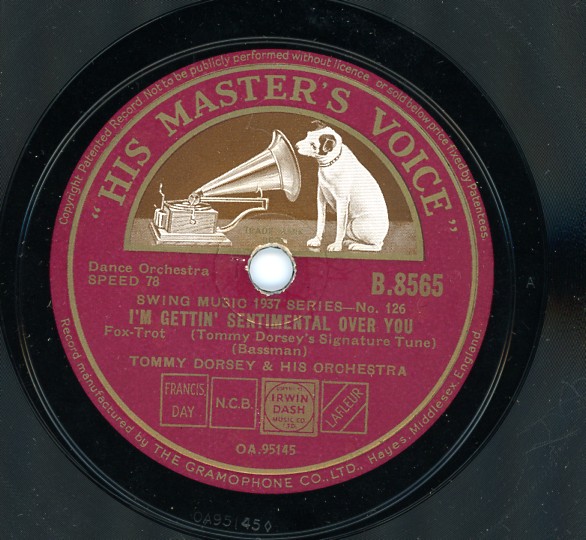 Copyright Patented Record. Not to be publicly performed without licence or sold below price fixed by Patentees.
"HIS MASTER'S VOICE"
TRADE MARK
Dance Orchestra
SPEED 78
B.8565
SWING MUSIC 1937 SERIES—No. 126
I'M GETTIN' SENTIMENTAL OVER YOU
Fox-Trot (Tommy Dorsey's Signature Tune)
(Bassman)
TOMMY DORSEY & HIS ORCHESTRA
FRANCIS, DAY
N.C.B.
IRWIN
DASH
MUSIC CO
LTD
LAFLEUR
OA.95145
Record manufactured by THE GRAMOPHONE CO., LTD., Hayes, Middlesex, England.
OA95145